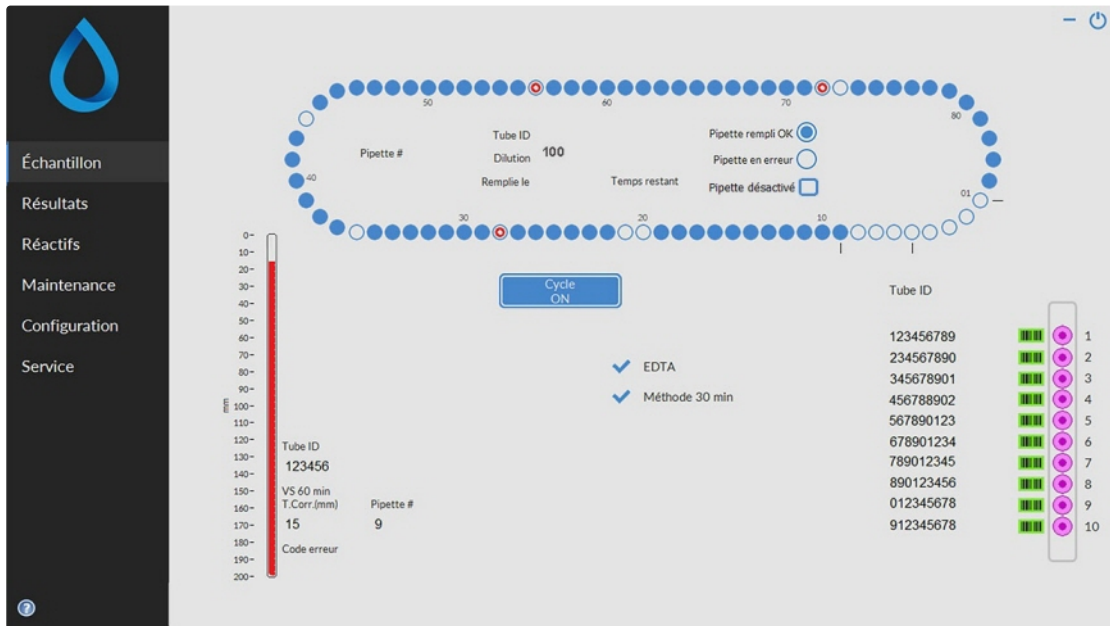 Échantillon
Résultats
Réactifs
Maintenance
Configuration
Service
50
60
70
80
Tube ID
Pipette #
Dilution 100
Remplie le
Temps restant
Pipette rempli OK
Pipette en erreur
Pipette désactivé
40
01
30
20
10
Cycle
ON
EDTA
Méthode 30 min
mm
0-
10-
20-
30-
40-
50-
60-
70-
80-
90-
100-
110-
120-
130-
140-
150-
160-
170-
180-
190-
200-
Tube ID
123456
VS 60 min
T.Corr.(mm) Pipette #
15 9
Code erreur
Tube ID
123456789 1
234567890 2
345678901 3
456788902 4
567890123 5
678901234 6
789012345 7
890123456 8
012345678 9
912345678 10
?